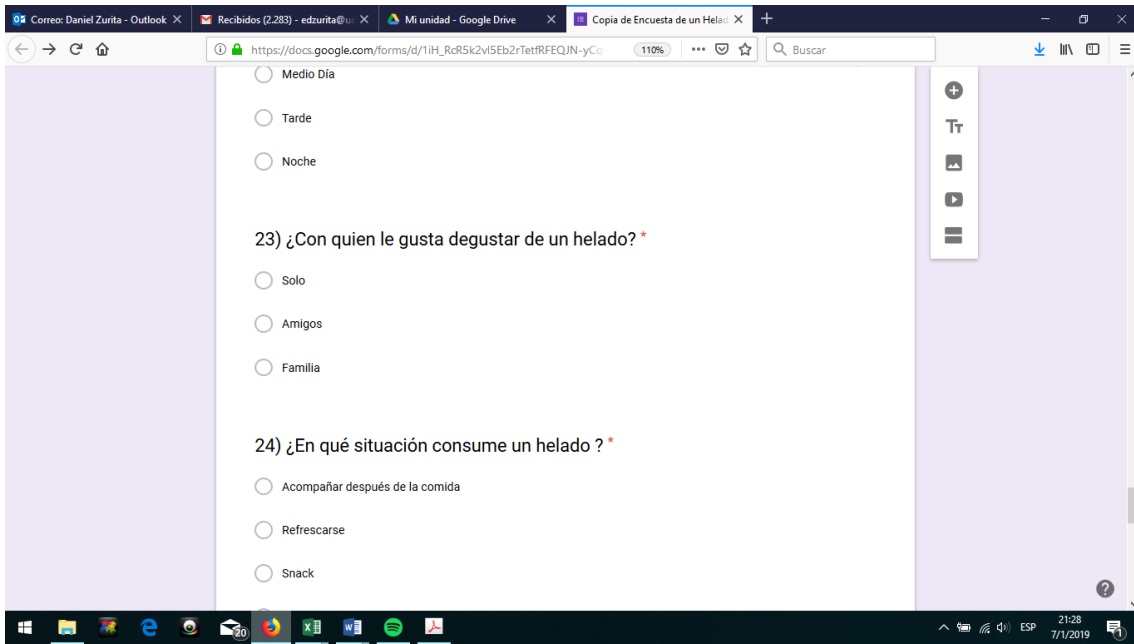 Correo: Daniel Zurita - Outlook
Recibidos (2.283) - edzurita@u
Mi unidad - Google Drive
Copia de Encuesta de un Helad
https://docs.google.com/forms/d/1iH_RcR5k2vl5Eb2rTetfRFEQJN-yCq
110%
Buscar
Medio Día
Tarde
Noche
23) ¿Con quien le gusta degustar de un helado? *
Solo
Amigos
Familia
24) ¿En qué situación consume un helado ? *
Acompañar después de la comida
Refrescarse
Snack
20
ESP
21:28
7/1/2019
1